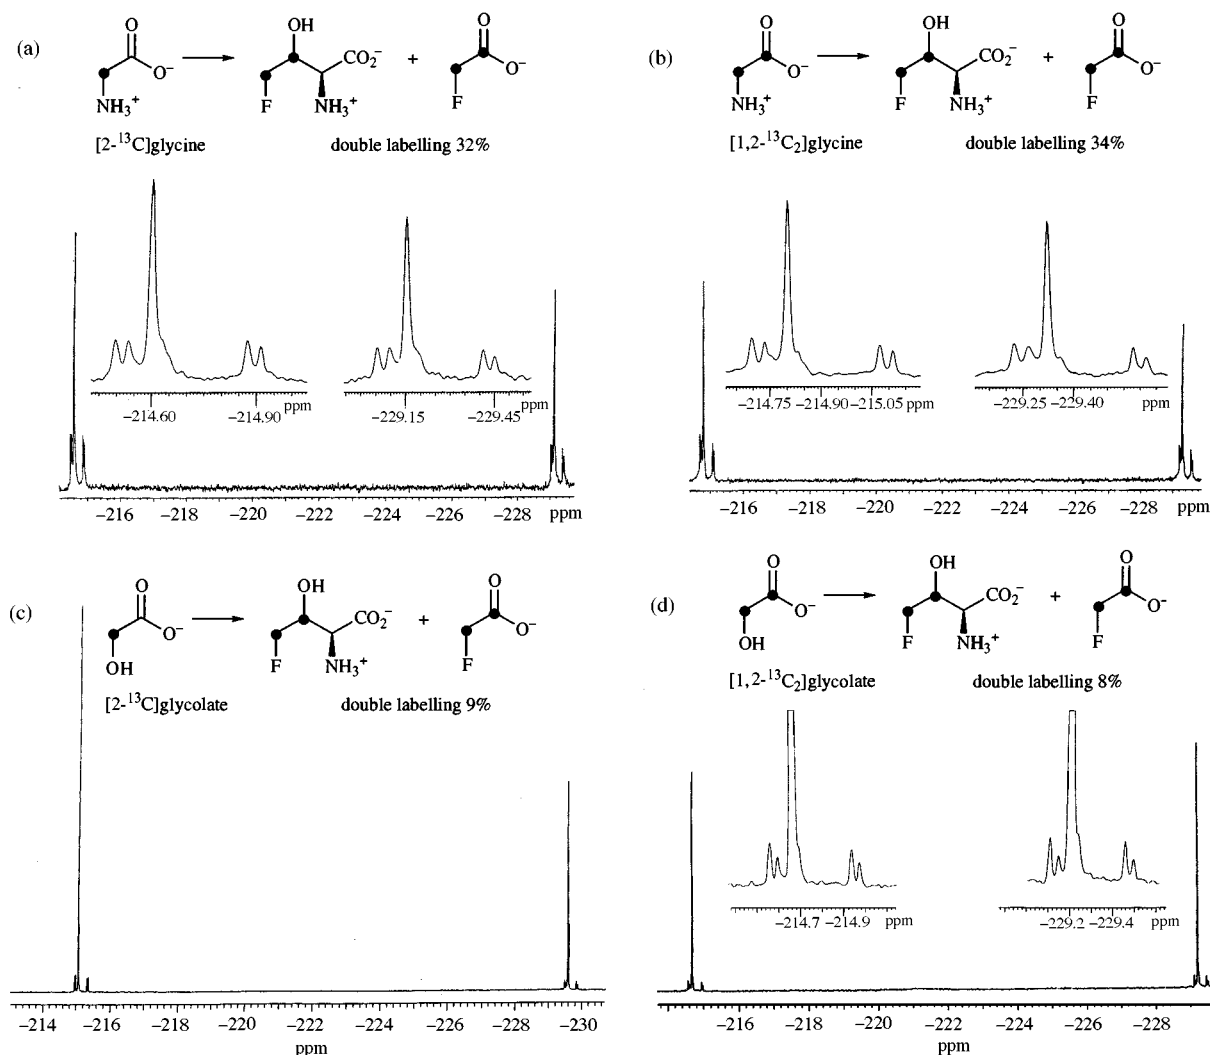 (a)
O
O⁻
NH₃⁺
[2-¹³C]glycine
OH
CO₂⁻
F
NH₃⁺
+
O
O⁻
F
double labelling 32%
−214.60 −214.90 ppm
−229.15 −229.45 ppm
−216 −218 −220 −222 −224 −226 −228 ppm
(b)
O
O⁻
NH₃⁺
[1,2-¹³C₂]glycine
OH
CO₂⁻
F
NH₃⁺
+
O
O⁻
F
double labelling 34%
−214.75 −214.90 −215.05 ppm
−229.25 −229.40 ppm
−216 −218 −220 −222 −224 −226 −228 ppm
(c)
O
O⁻
OH
[2-¹³C]glycolate
OH
CO₂⁻
F
NH₃⁺
+
O
O⁻
F
double labelling 9%
−214 −216 −218 −220 −222 −224 −226 −228 −230
ppm
(d)
O
O⁻
OH
[1,2-¹³C₂]glycolate
OH
CO₂⁻
F
NH₃⁺
+
O
O⁻
F
double labelling 8%
−214.7 −214.9 ppm
−229.2 −229.4 ppm
−216 −218 −220 −222 −224 −226 −228
ppm